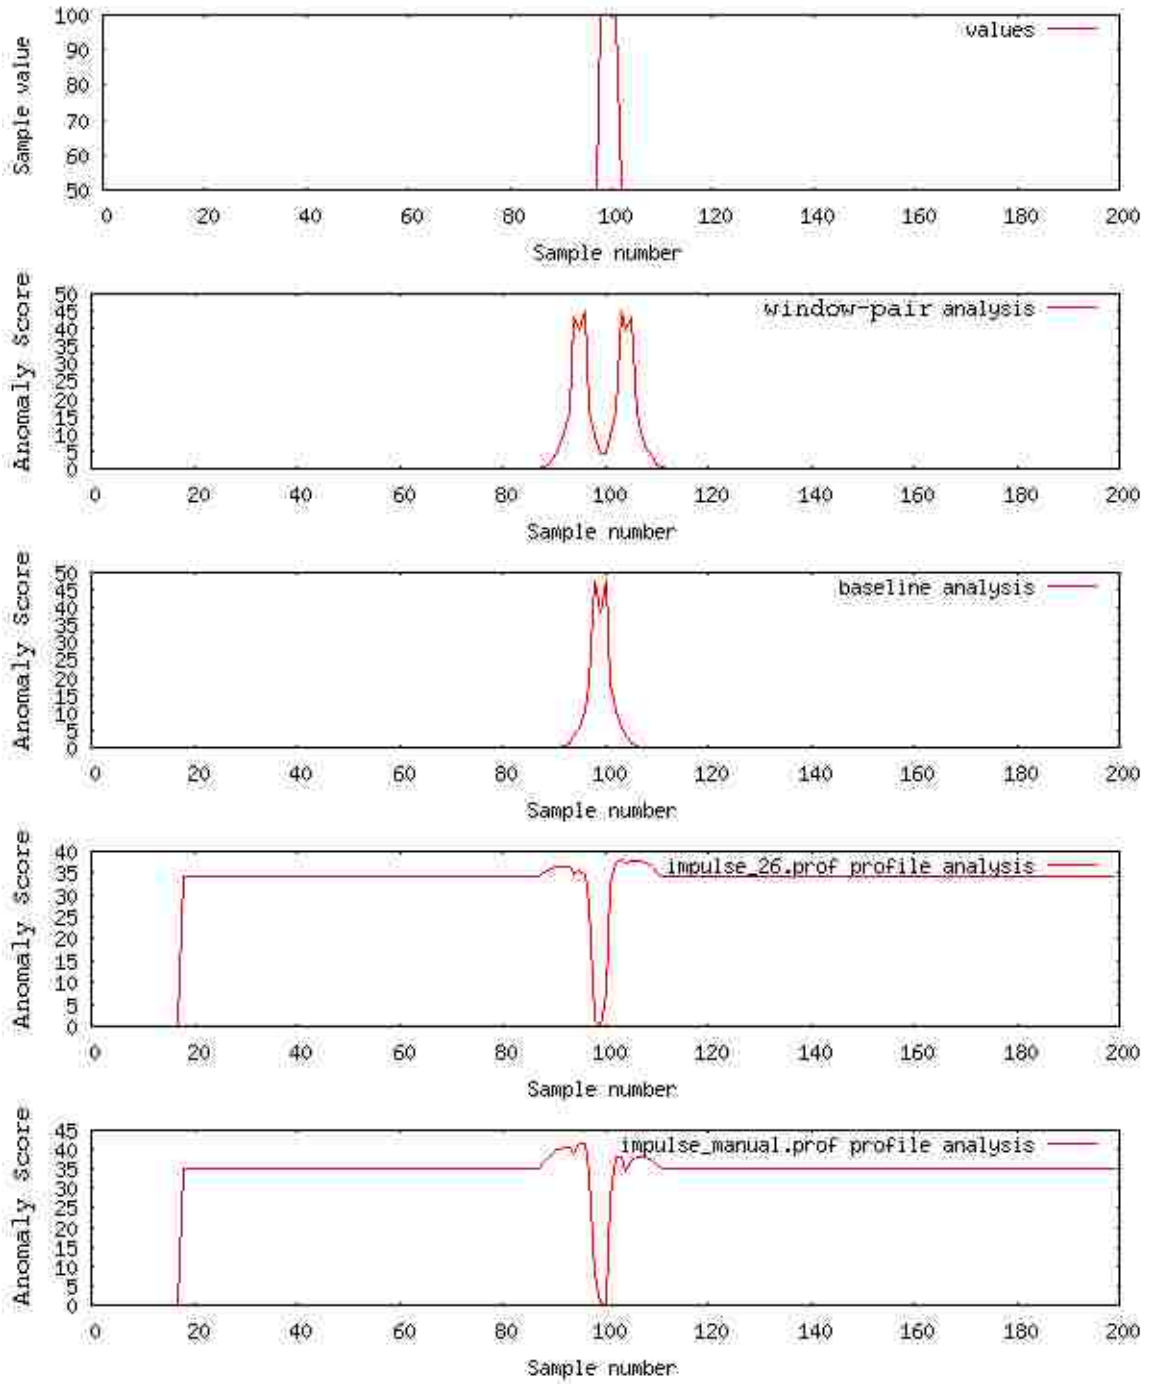 100
90
80
70
60
50
Sample value
values
0 20 40 60 80 100 120 140 160 180 200
Sample number
50
45
40
35
30
25
20
15
10
5
0
Anomaly Score
window-pair analysis
0 20 40 60 80 100 120 140 160 180 200
Sample number
50
45
40
35
30
25
20
15
10
5
0
Anomaly Score
baseline analysis
0 20 40 60 80 100 120 140 160 180 200
Sample number
40
35
30
25
20
15
10
5
0
Anomaly Score
impulse_26.prof profile analysis
0 20 40 60 80 100 120 140 160 180 200
Sample number
45
40
35
30
25
20
15
10
5
0
Anomaly Score
impulse_manual.prof profile analysis
0 20 40 60 80 100 120 140 160 180 200
Sample number